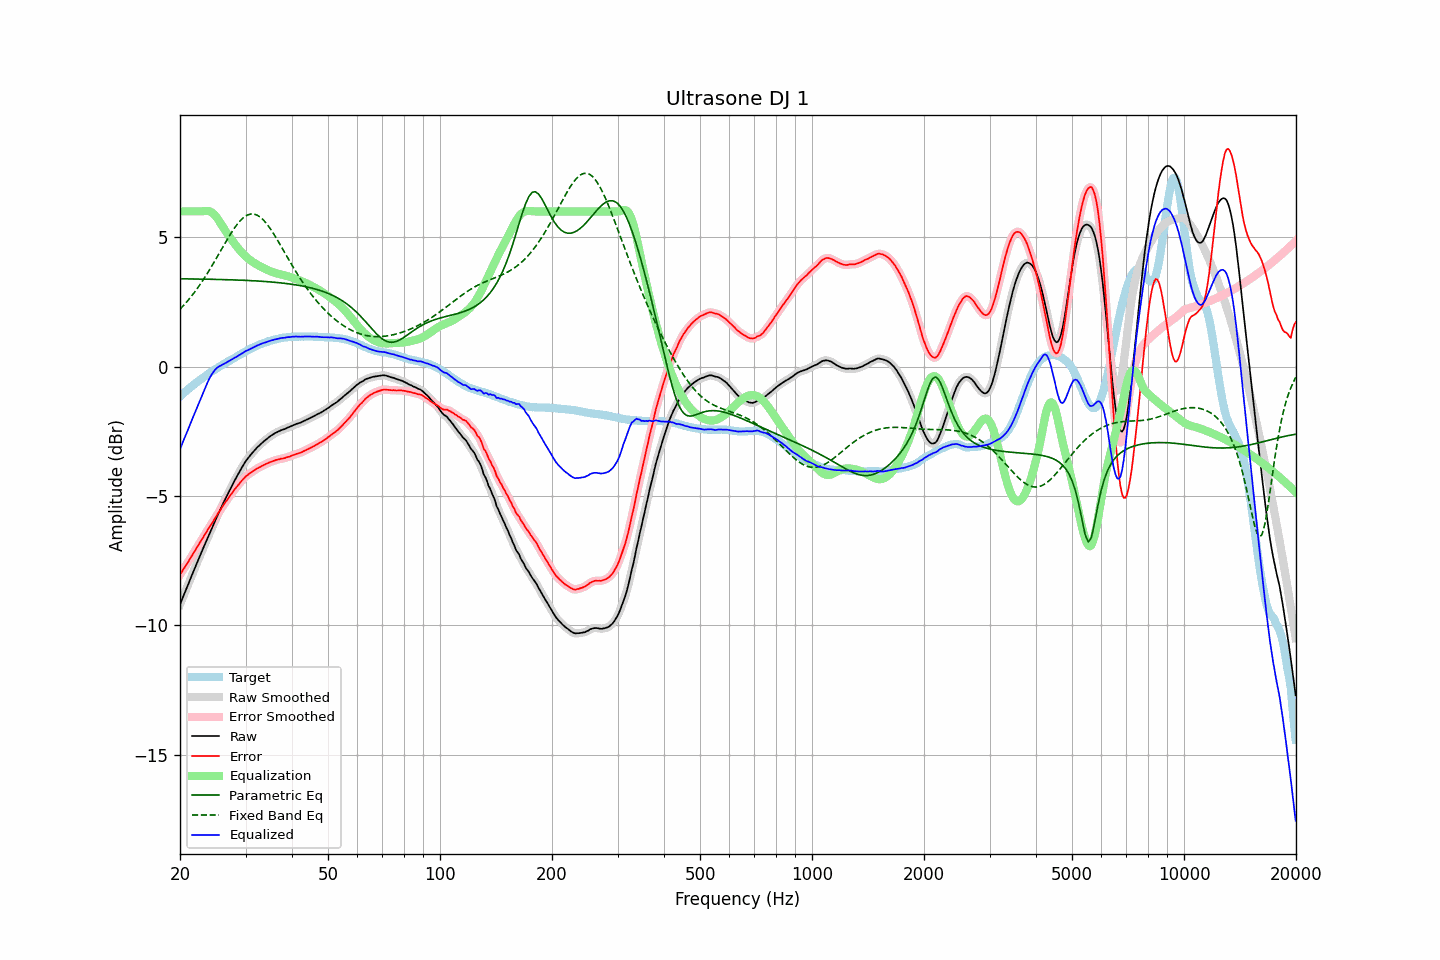 Ultrasone DJ 1
Amplitude (dBr)
5
0
−5
−10
−15
Target
Raw Smoothed
Error Smoothed
Raw
Error
Equalization
Parametric Eq
Fixed Band Eq
Equalized
20
50
100
200
500
1000
2000
5000
10000
20000
Frequency (Hz)